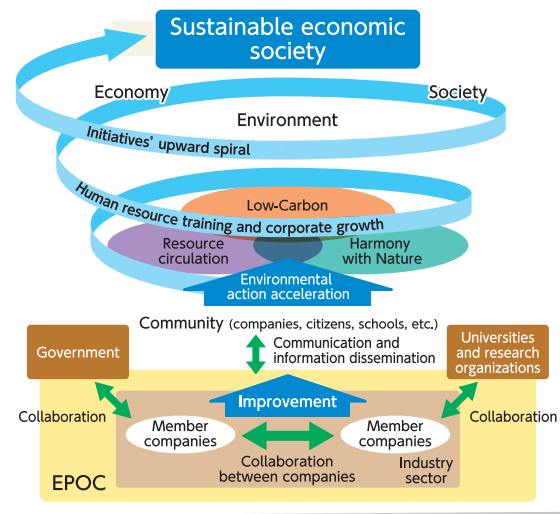 Sustainable economic
society
Economy
Society
Environment
Initiatives' upward spiral
Human resource training and corporate growth
Low-Carbon
Resource
circulation
Harmony
with Nature
Environmental
action acceleration
Community (companies, citizens, schools, etc.)
Government
Communication and
information dissemination
Universities
and research
organizations
Improvement
Collaboration
Member
companies
Member
companies
Collaboration
Collaboration
between companies
Industry
sector
EPOC